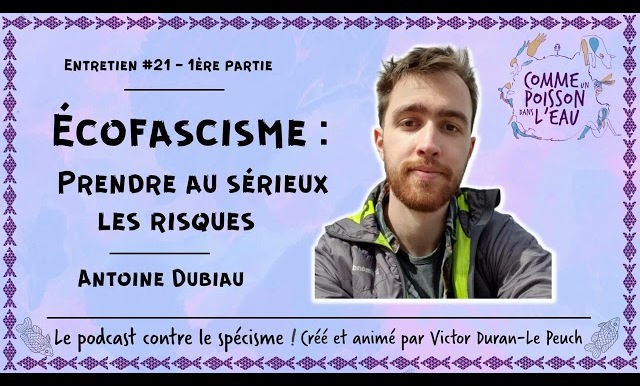 ENTRETIEN #21 - 1ÈRE PARTIE
ÉCOFASCISME :
PRENDRE AU SÉRIEUX
LES RISQUES
ANTOINE DUBIAU
COMME UN
POISSON
DANS L'EAU
Le podcast contre le spécisme ! Créé et animé par Victor Duran-Le Peuch